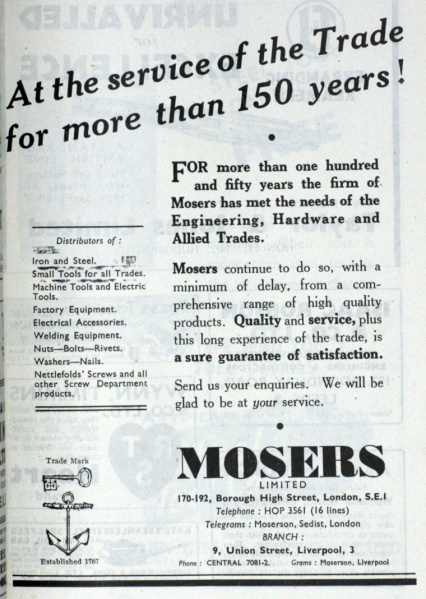 At the service of the Trade
for more than 150 years!
FOR more than one hundred
and fifty years the firm of
Mosers has met the needs of the
Engineering, Hardware and
Allied Trades.
Distributors of :
Iron and Steel.
Small Tools for all Trades.
Machine Tools and Electric
Tools.
Factory Equipment.
Electrical Accessories.
Welding Equipment.
Nuts—Bolts—Rivets.
Washers—Nails.
Nettlefolds' Screws and all
other Screw Department
products.
Mosers continue to do so, with a
minimum of delay, from a com-
prehensive range of high quality
products. Quality and service, plus
this long experience of the trade, is
a sure guarantee of satisfaction.
Send us your enquiries. We will be
glad to be at your service.
Trade Mark
Established 1787
MOSERS
LIMITED
170-192, Borough High Street, London, S.E.1
Telephone : HOP 3561 (16 lines)
Telegrams : Moserson, Sedist, London
BRANCH :
9, Union Street, Liverpool, 3
Phone : CENTRAL 7081-2. Grams : Moserson, Liverpool